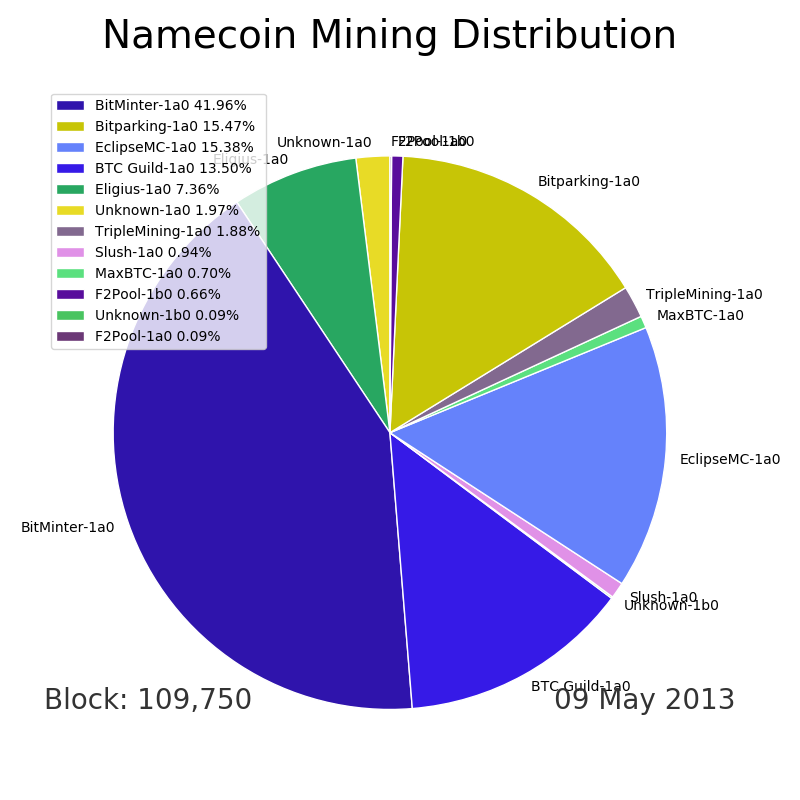 Namecoin Mining Distribution
BitMinter-1a0 41.96%
Bitparking-1a0 15.47%
EclipseMC-1a0 15.38%
BTC Guild-1a0 13.50%
Eligius-1a0 7.36%
Unknown-1a0 1.97%
TripleMining-1a0 1.88%
Slush-1a0 0.94%
MaxBTC-1a0 0.70%
F2Pool-1b0 0.66%
Unknown-1b0 0.09%
F2Pool-1a0 0.09%
Eligius-1a0
Unknown-1a0
F2Pool-1a0
F2Pool-1b0
Bitparking-1a0
TripleMining-1a0
MaxBTC-1a0
EclipseMC-1a0
BitMinter-1a0
Slush-1a0
Unknown-1b0
BTC Guild-1a0
Block: 109,750
09 May 2013